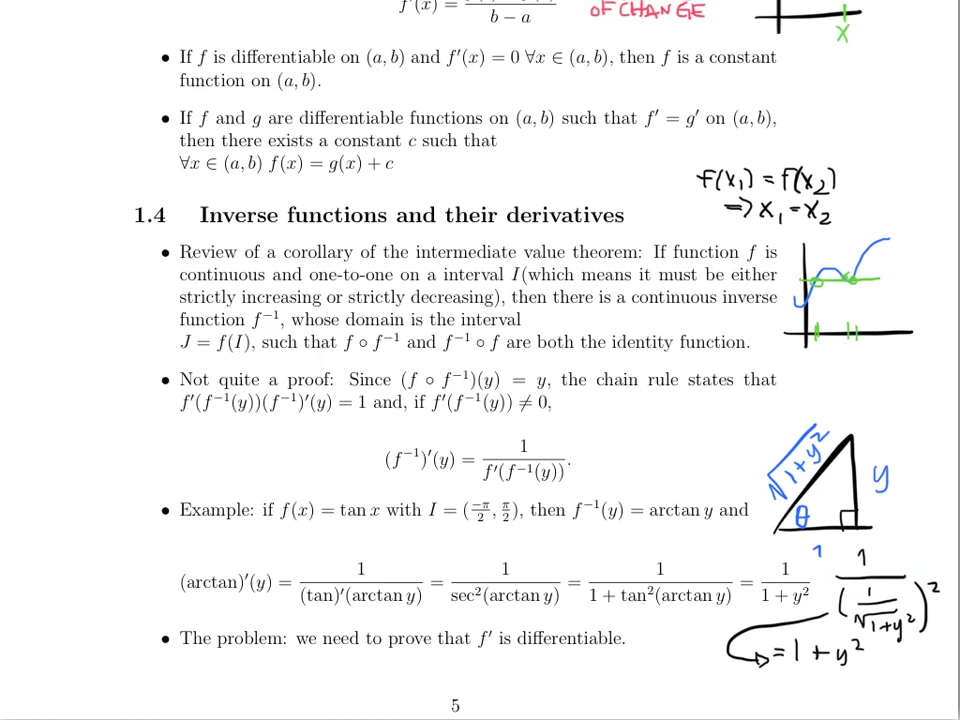 f′(x) =
b − a
OF CHANGE
X
• If f is differentiable on (a, b) and f′(x) = 0 ∀x ∈ (a, b), then f is a constant
function on (a, b).
• If f and g are differentiable functions on (a, b) such that f′ = g′ on (a, b),
then there exists a constant c such that
∀x ∈ (a, b) f(x) = g(x) + c
f(x₁) = f(x₂)
⇒ x₁ = x₂
1.4 Inverse functions and their derivatives
• Review of a corollary of the intermediate value theorem: If function f is
continuous and one-to-one on a interval I(which means it must be either
strictly increasing or strictly decreasing), then there is a continuous inverse
function f⁻¹, whose domain is the interval
J = f(I), such that f ∘ f⁻¹ and f⁻¹ ∘ f are both the identity function.
• Not quite a proof: Since (f ∘ f⁻¹)(y) = y, the chain rule states that
f′(f⁻¹(y))(f⁻¹)′(y) = 1 and, if f′(f⁻¹(y)) ≠ 0,
(f⁻¹)′(y) = 1 / f′(f⁻¹(y)).
√1+y²
y
θ
1
• Example: if f(x) = tan x with I = (−π/2, π/2), then f⁻¹(y) = arctan y and
(arctan)′(y) = 1 / (tan)′(arctan y) = 1 / sec²(arctan y) = 1 / 1 + tan²(arctan y) = 1 / 1 + y²
1 / (1 / √1+y²)²
• The problem: we need to prove that f′ is differentiable.
= 1 + y²
5